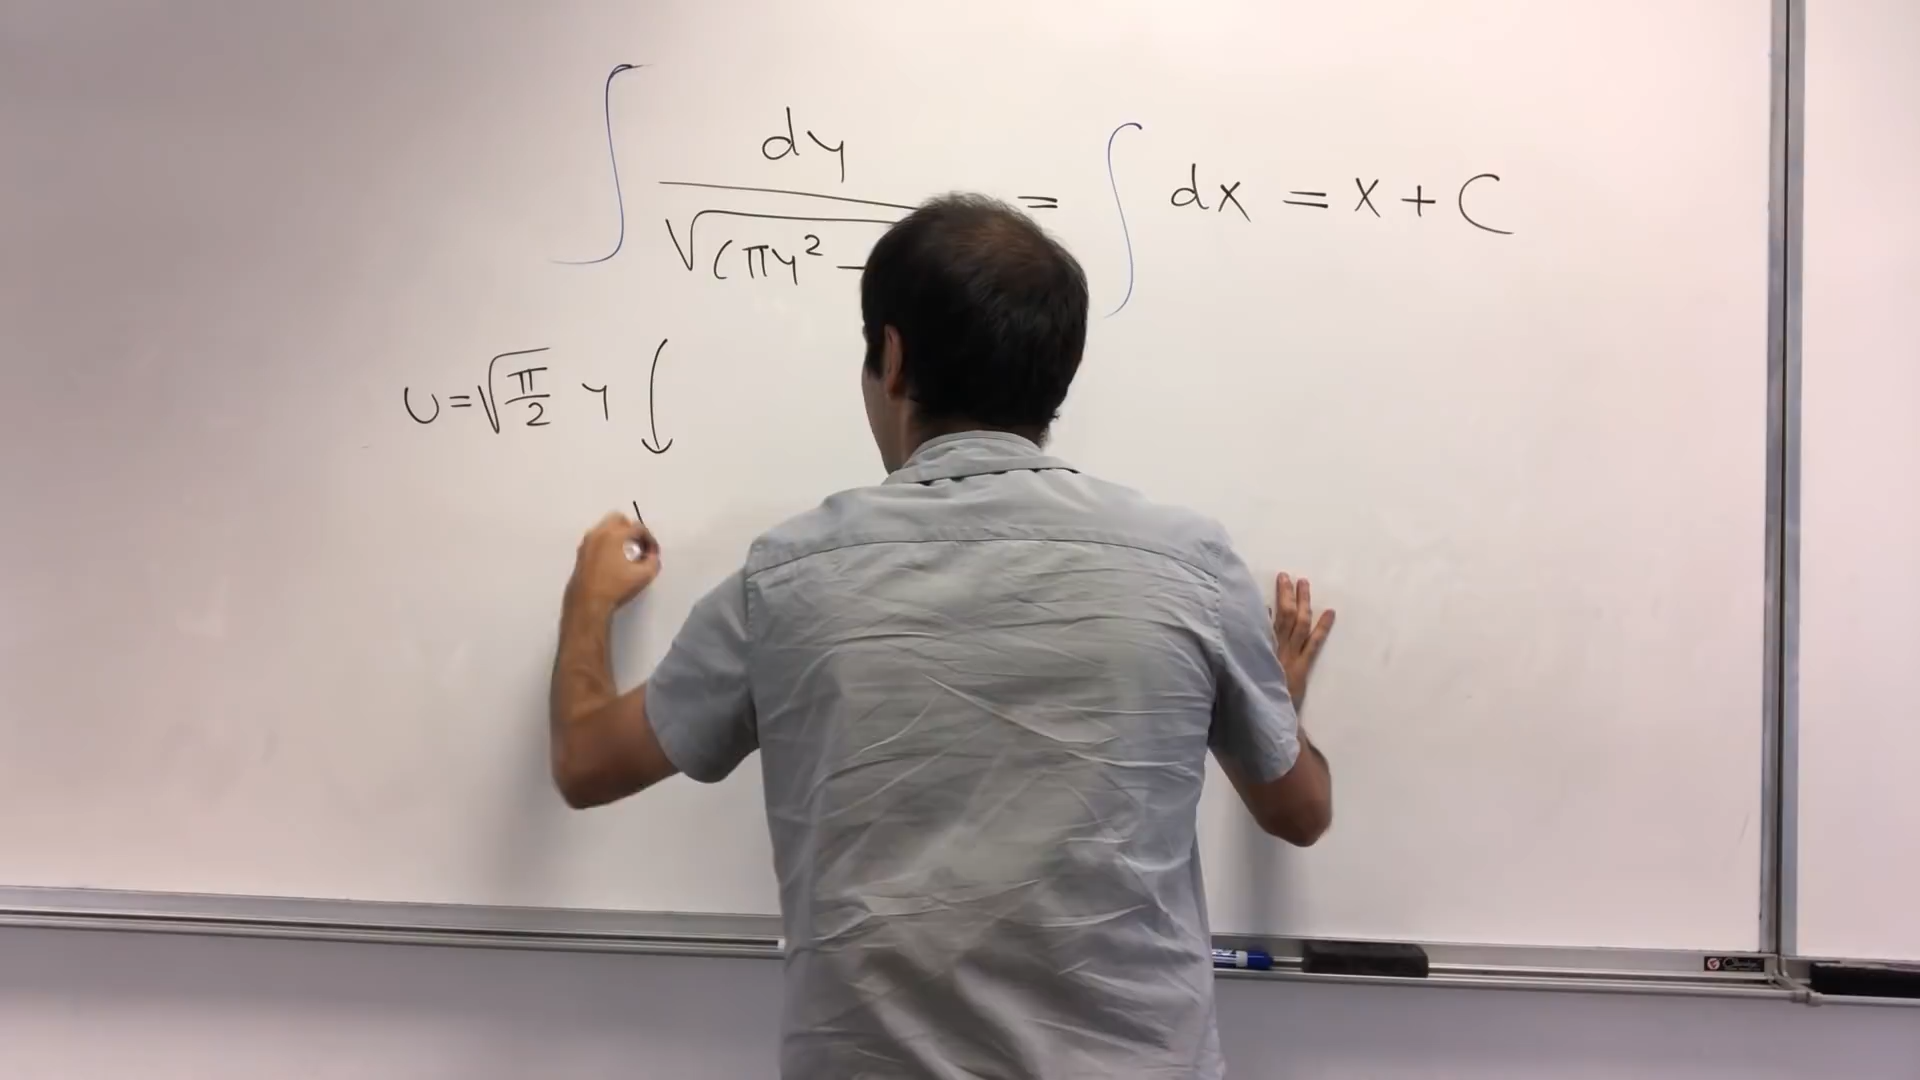 ∫ dy / √((πy² – = ∫ dx = x + C
u = √(π/2) y